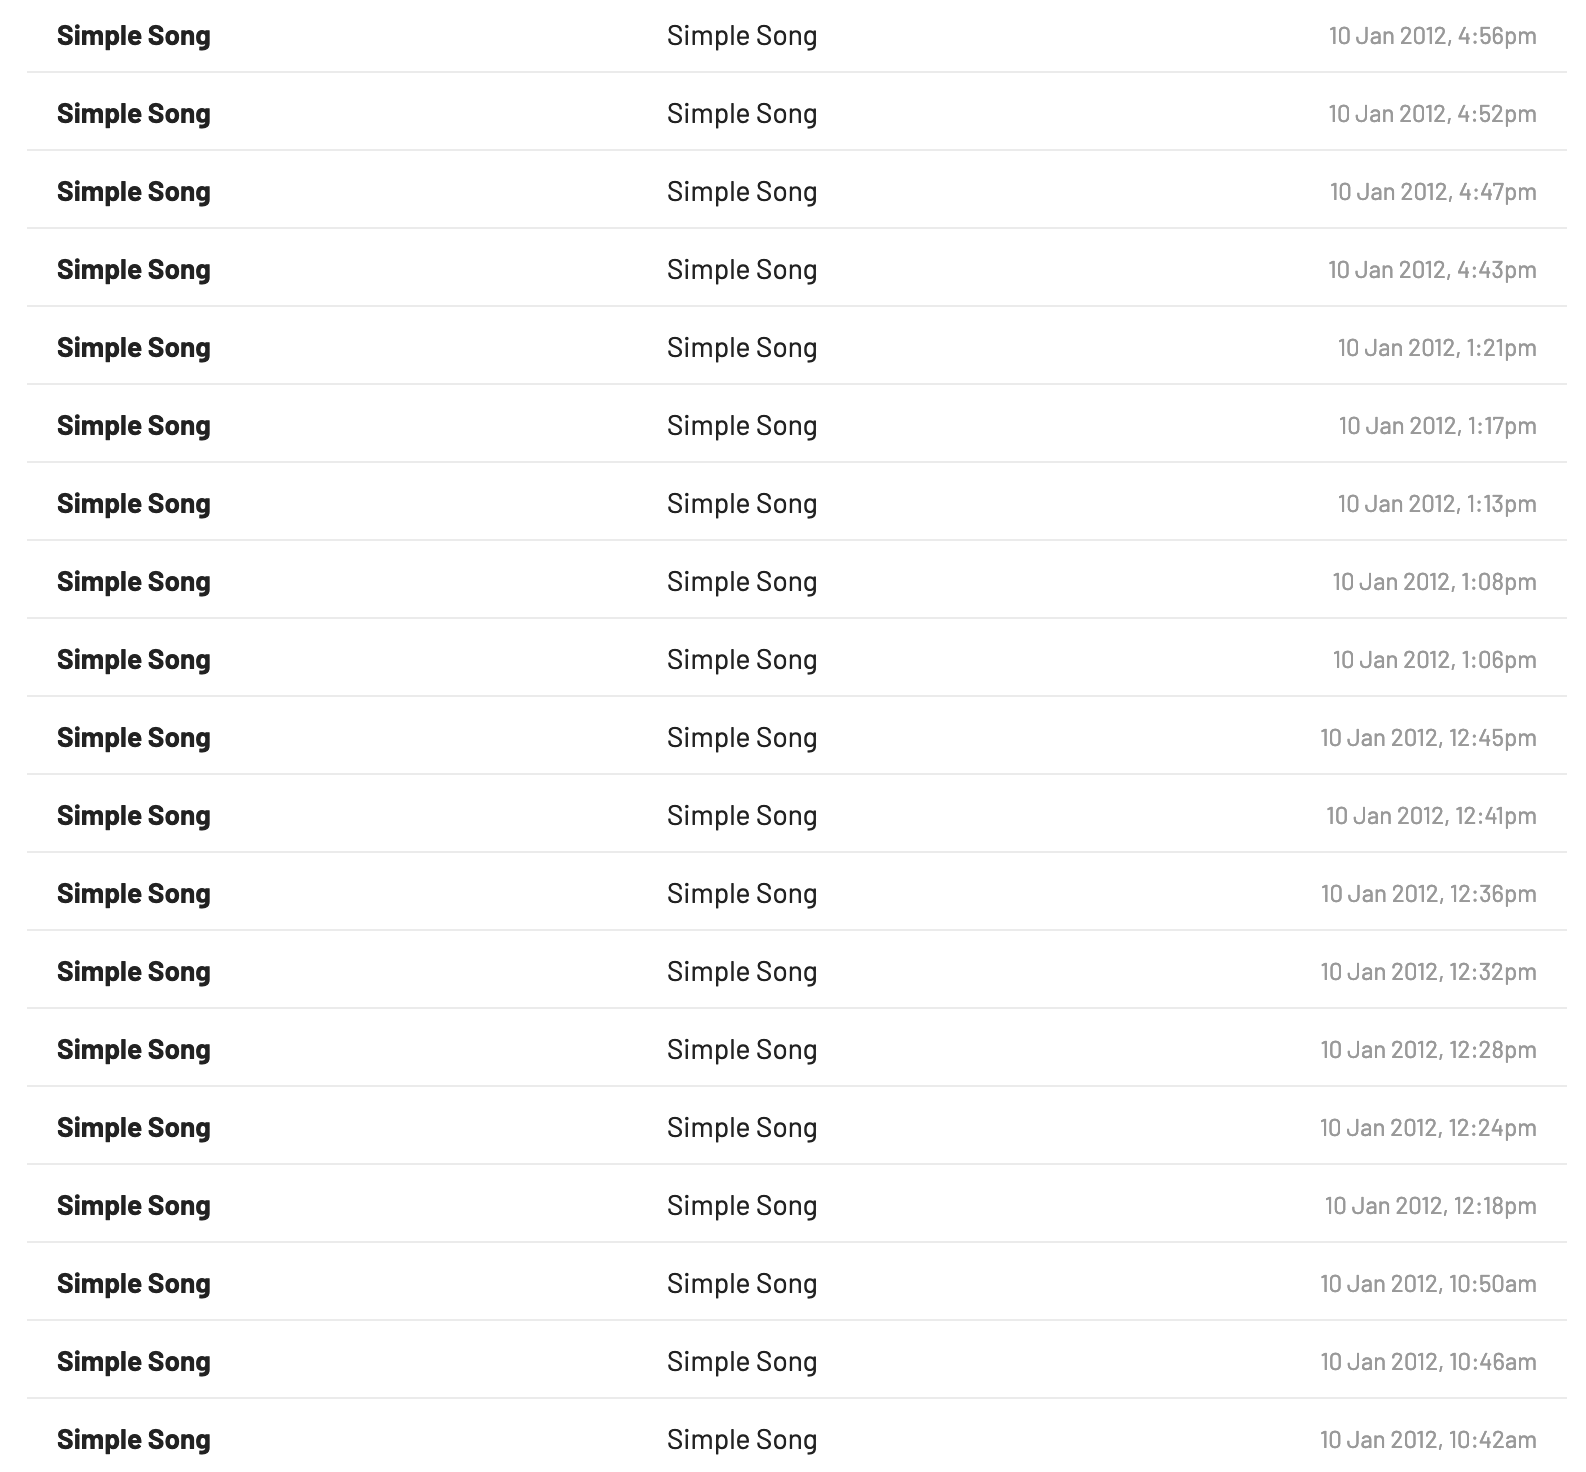 Simple Song Simple Song 10 Jan 2012, 4:56pm
Simple Song Simple Song 10 Jan 2012, 4:52pm
Simple Song Simple Song 10 Jan 2012, 4:47pm
Simple Song Simple Song 10 Jan 2012, 4:43pm
Simple Song Simple Song 10 Jan 2012, 1:21pm
Simple Song Simple Song 10 Jan 2012, 1:17pm
Simple Song Simple Song 10 Jan 2012, 1:13pm
Simple Song Simple Song 10 Jan 2012, 1:08pm
Simple Song Simple Song 10 Jan 2012, 1:06pm
Simple Song Simple Song 10 Jan 2012, 12:45pm
Simple Song Simple Song 10 Jan 2012, 12:41pm
Simple Song Simple Song 10 Jan 2012, 12:36pm
Simple Song Simple Song 10 Jan 2012, 12:32pm
Simple Song Simple Song 10 Jan 2012, 12:28pm
Simple Song Simple Song 10 Jan 2012, 12:24pm
Simple Song Simple Song 10 Jan 2012, 12:18pm
Simple Song Simple Song 10 Jan 2012, 10:50am
Simple Song Simple Song 10 Jan 2012, 10:46am
Simple Song Simple Song 10 Jan 2012, 10:42am